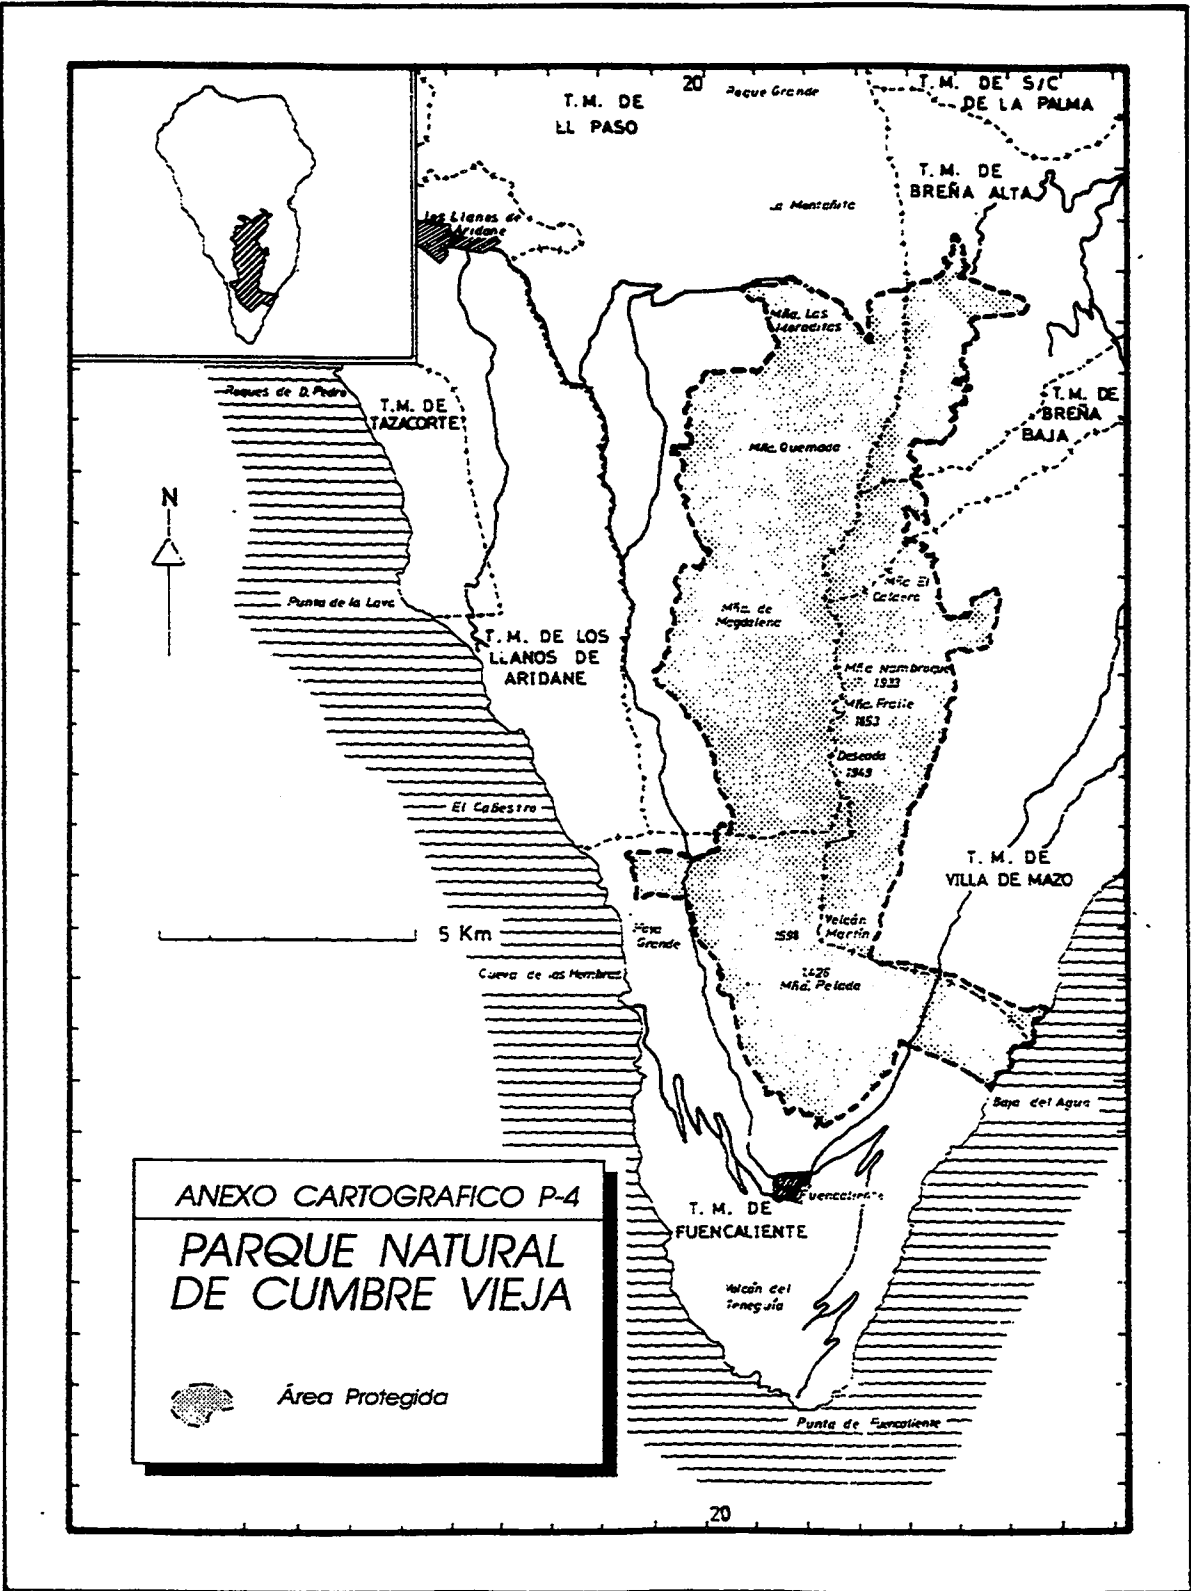 20
Roque Grande
T. M. DE S/C
DE LA PALMA
T. M. DE
EL PASO
T. M. DE
BREÑA ALTA
La Montañita
Los Llanos de
Aridane
Mña. Las
Moraditas
Roques de D. Pedro
T.M. DE
TAZACORTE
T. M. DE
BREÑA
BAJA
Mña. Quemada
N
Mña. El
Punta de la Lava
Mña. de
Magdalena
T. M. DE LOS
LLANOS DE
ARIDANE
Mña Nambroque
1933
Mña. Fraile
1853
Deseada
1949
El Cabestro
T. M. DE
VILLA DE MAZO
Volcán
Martín
5 Km
Grande
1598
Cueva de las Hembras
1426
Mña. Pelada
Baja del Agua
ANEXO CARTOGRAFICO P-4
PARQUE NATURAL
DE CUMBRE VIEJA
Área Protegida
Fuencaliente
T. M. DE
FUENCALIENTE
Volcán del
Teneguía
Punta de Fuencaliente
20